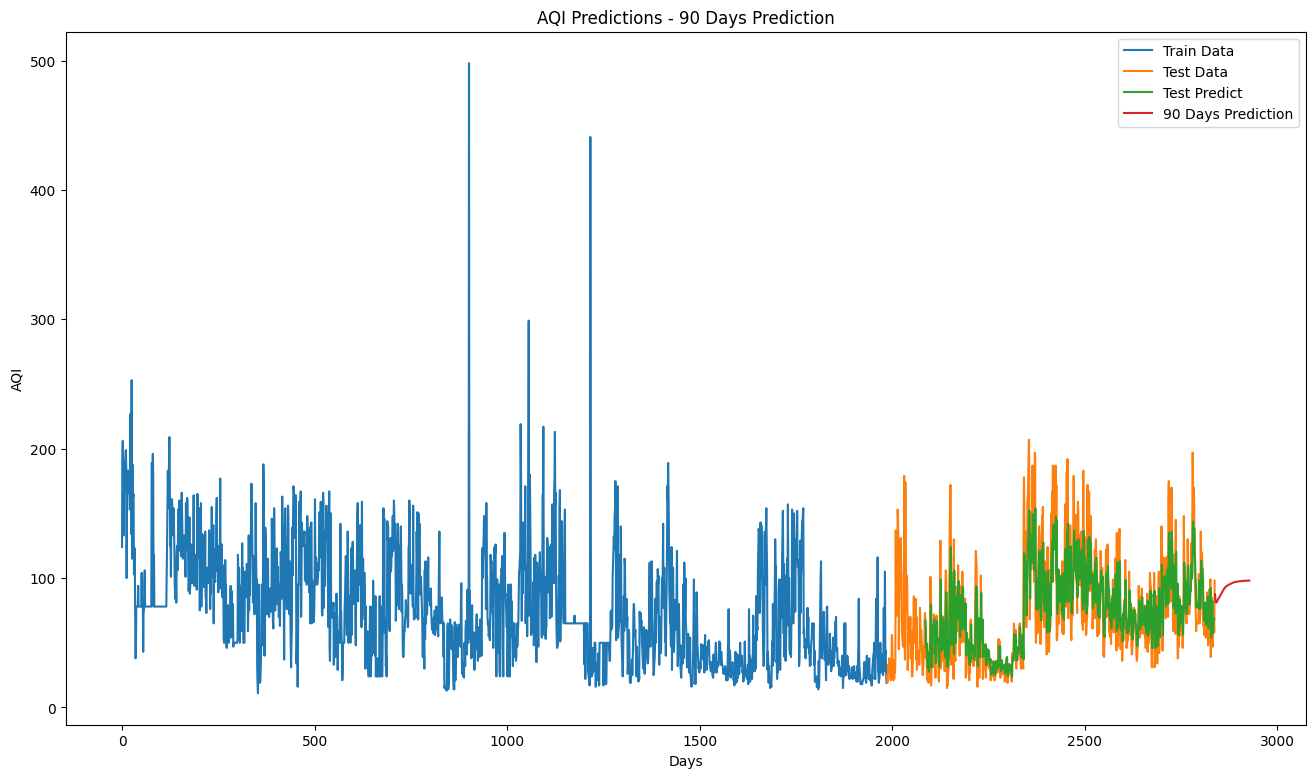 AQI Predictions - 90 Days Prediction
Train Data
Test Data
Test Predict
90 Days Prediction
500
400
300
200
100
0
AQI
0 500 1000 1500 2000 2500 3000
Days